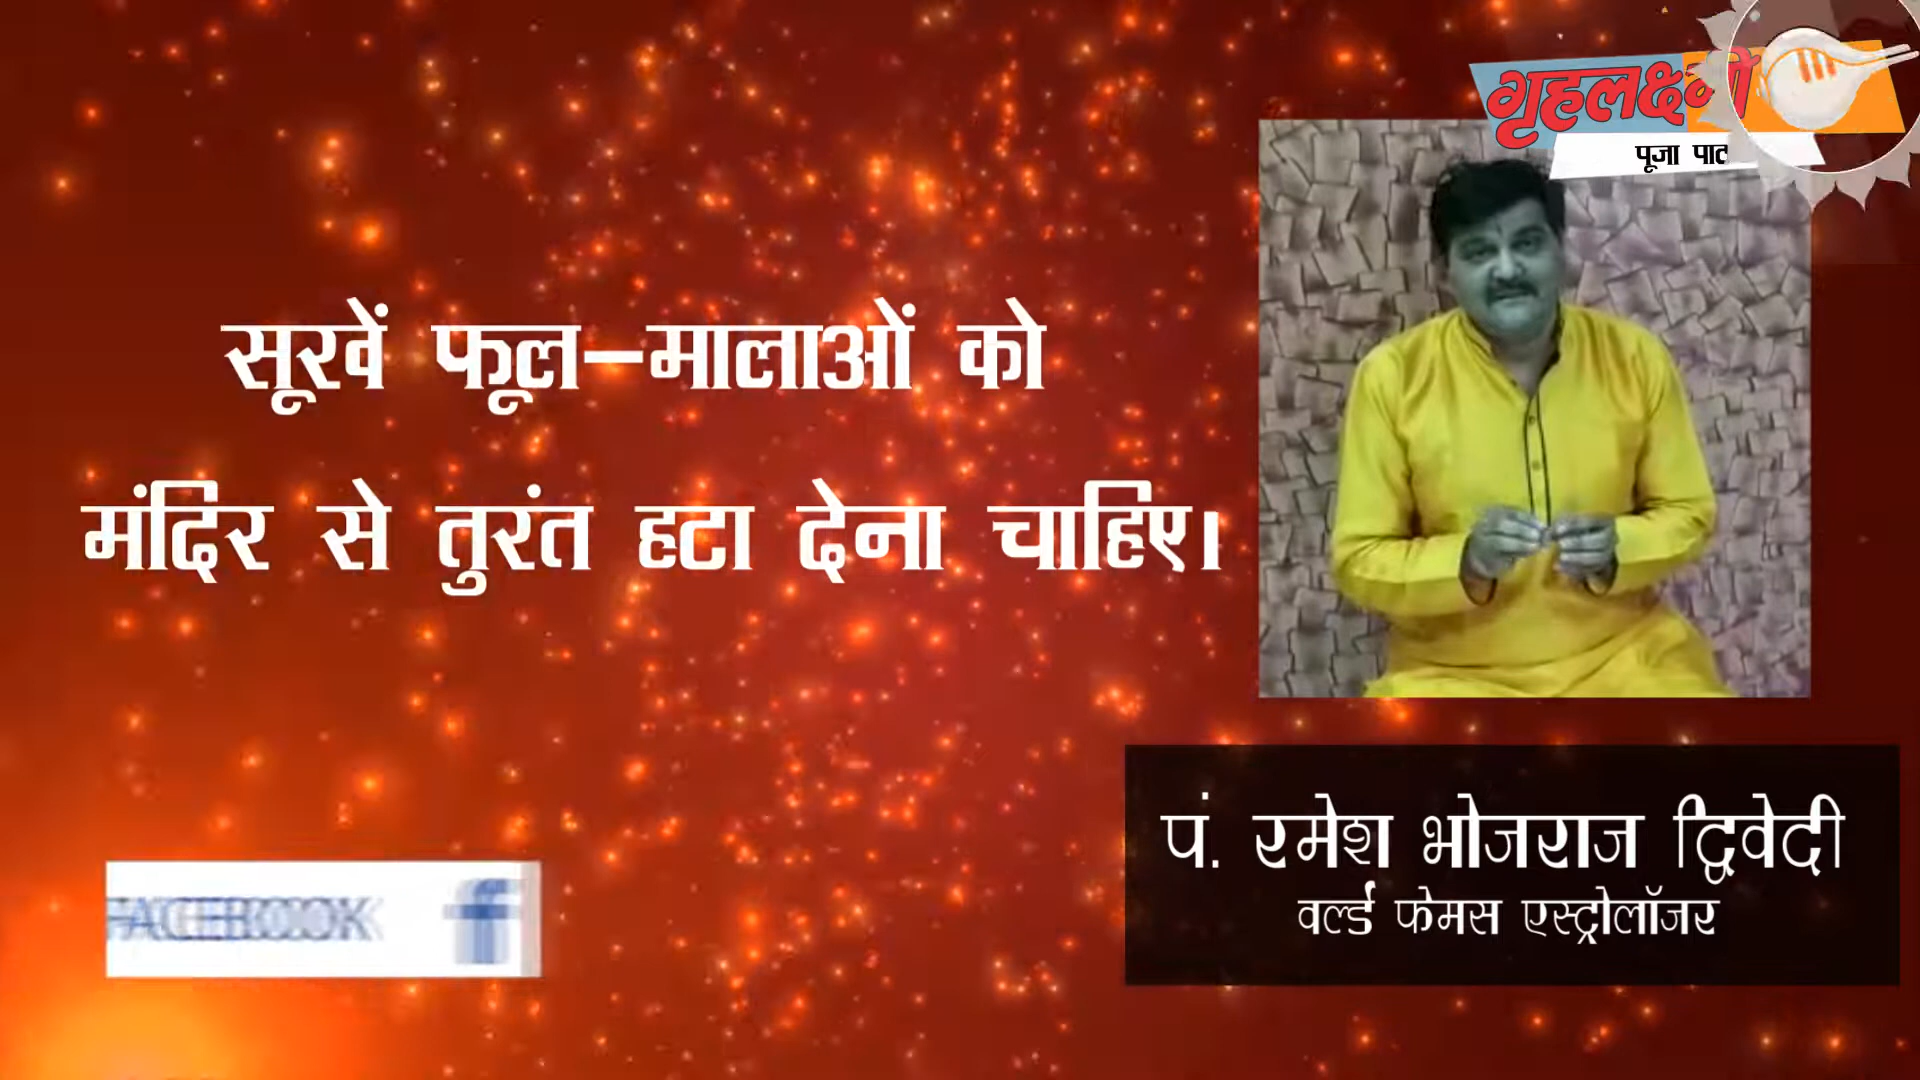 गृहलक्ष्मी
पूजा पाठ
सूखें फूल–मालाओं को
मंदिर से तुरंत हटा देना चाहिए।
पं. रमेश भोजराज द्विवेदी
वर्ल्ड फेमस एस्ट्रोलॉजर
FACEBOOK f